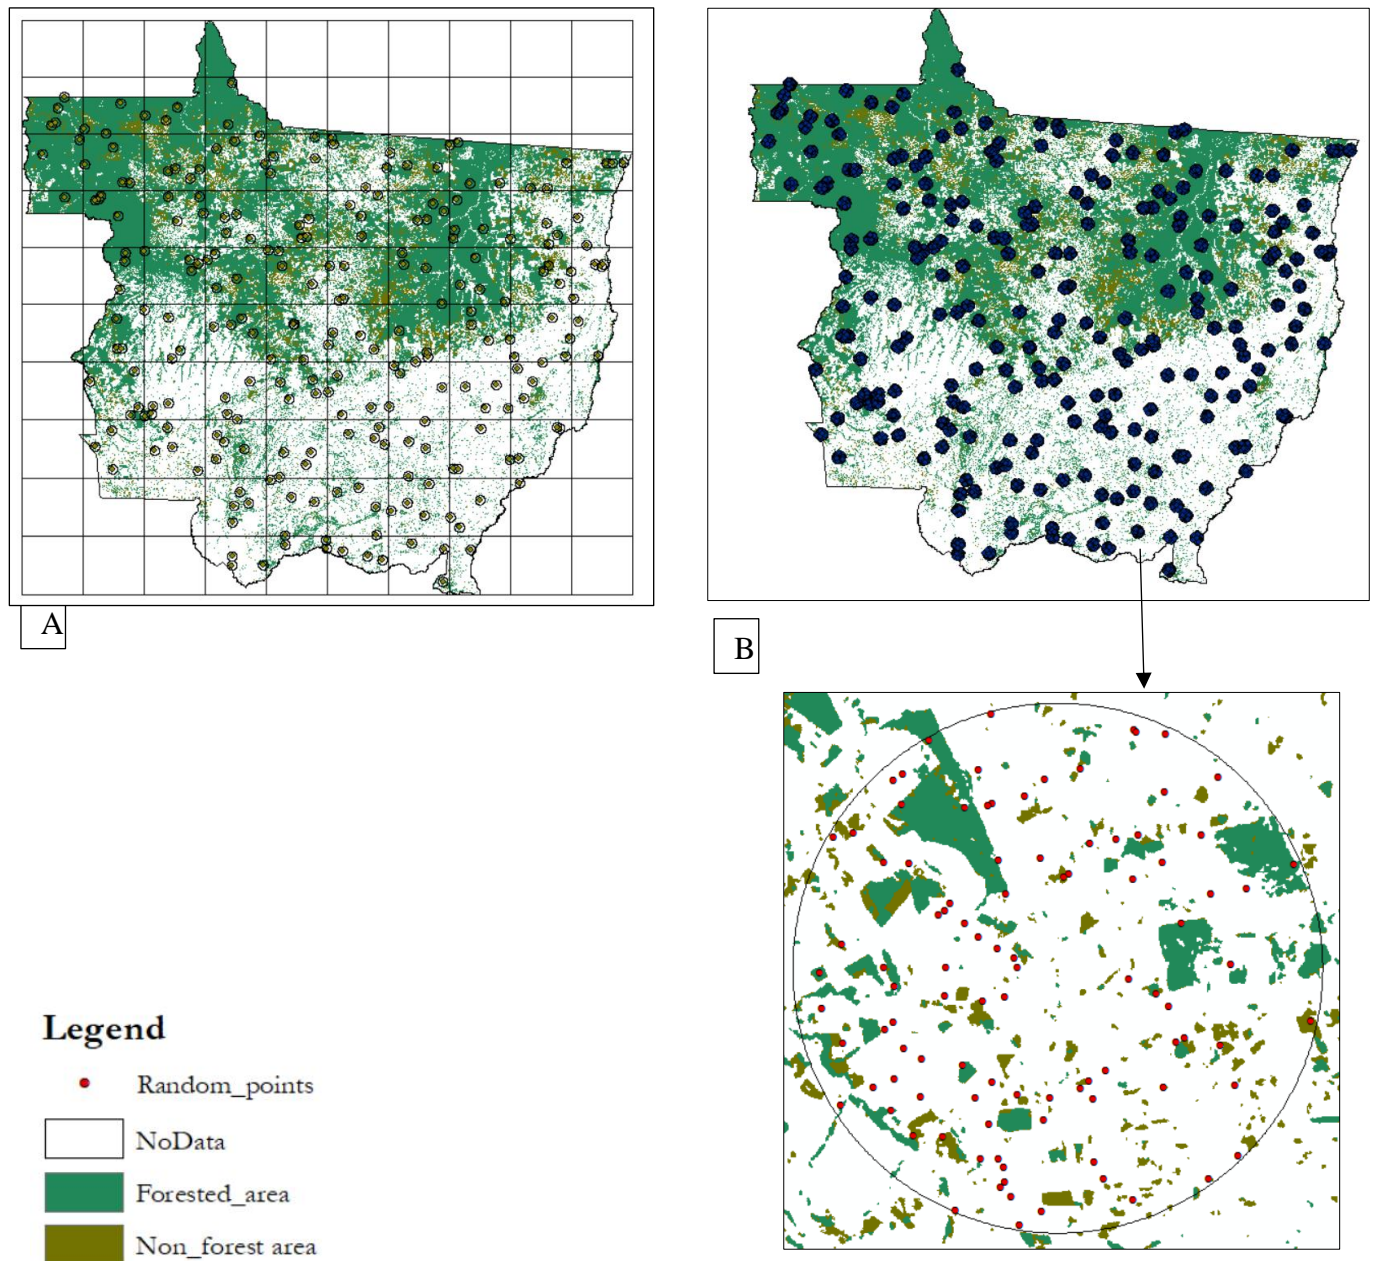 A
B
Legend
Random_points
NoData
Forested_area
Non_forest area